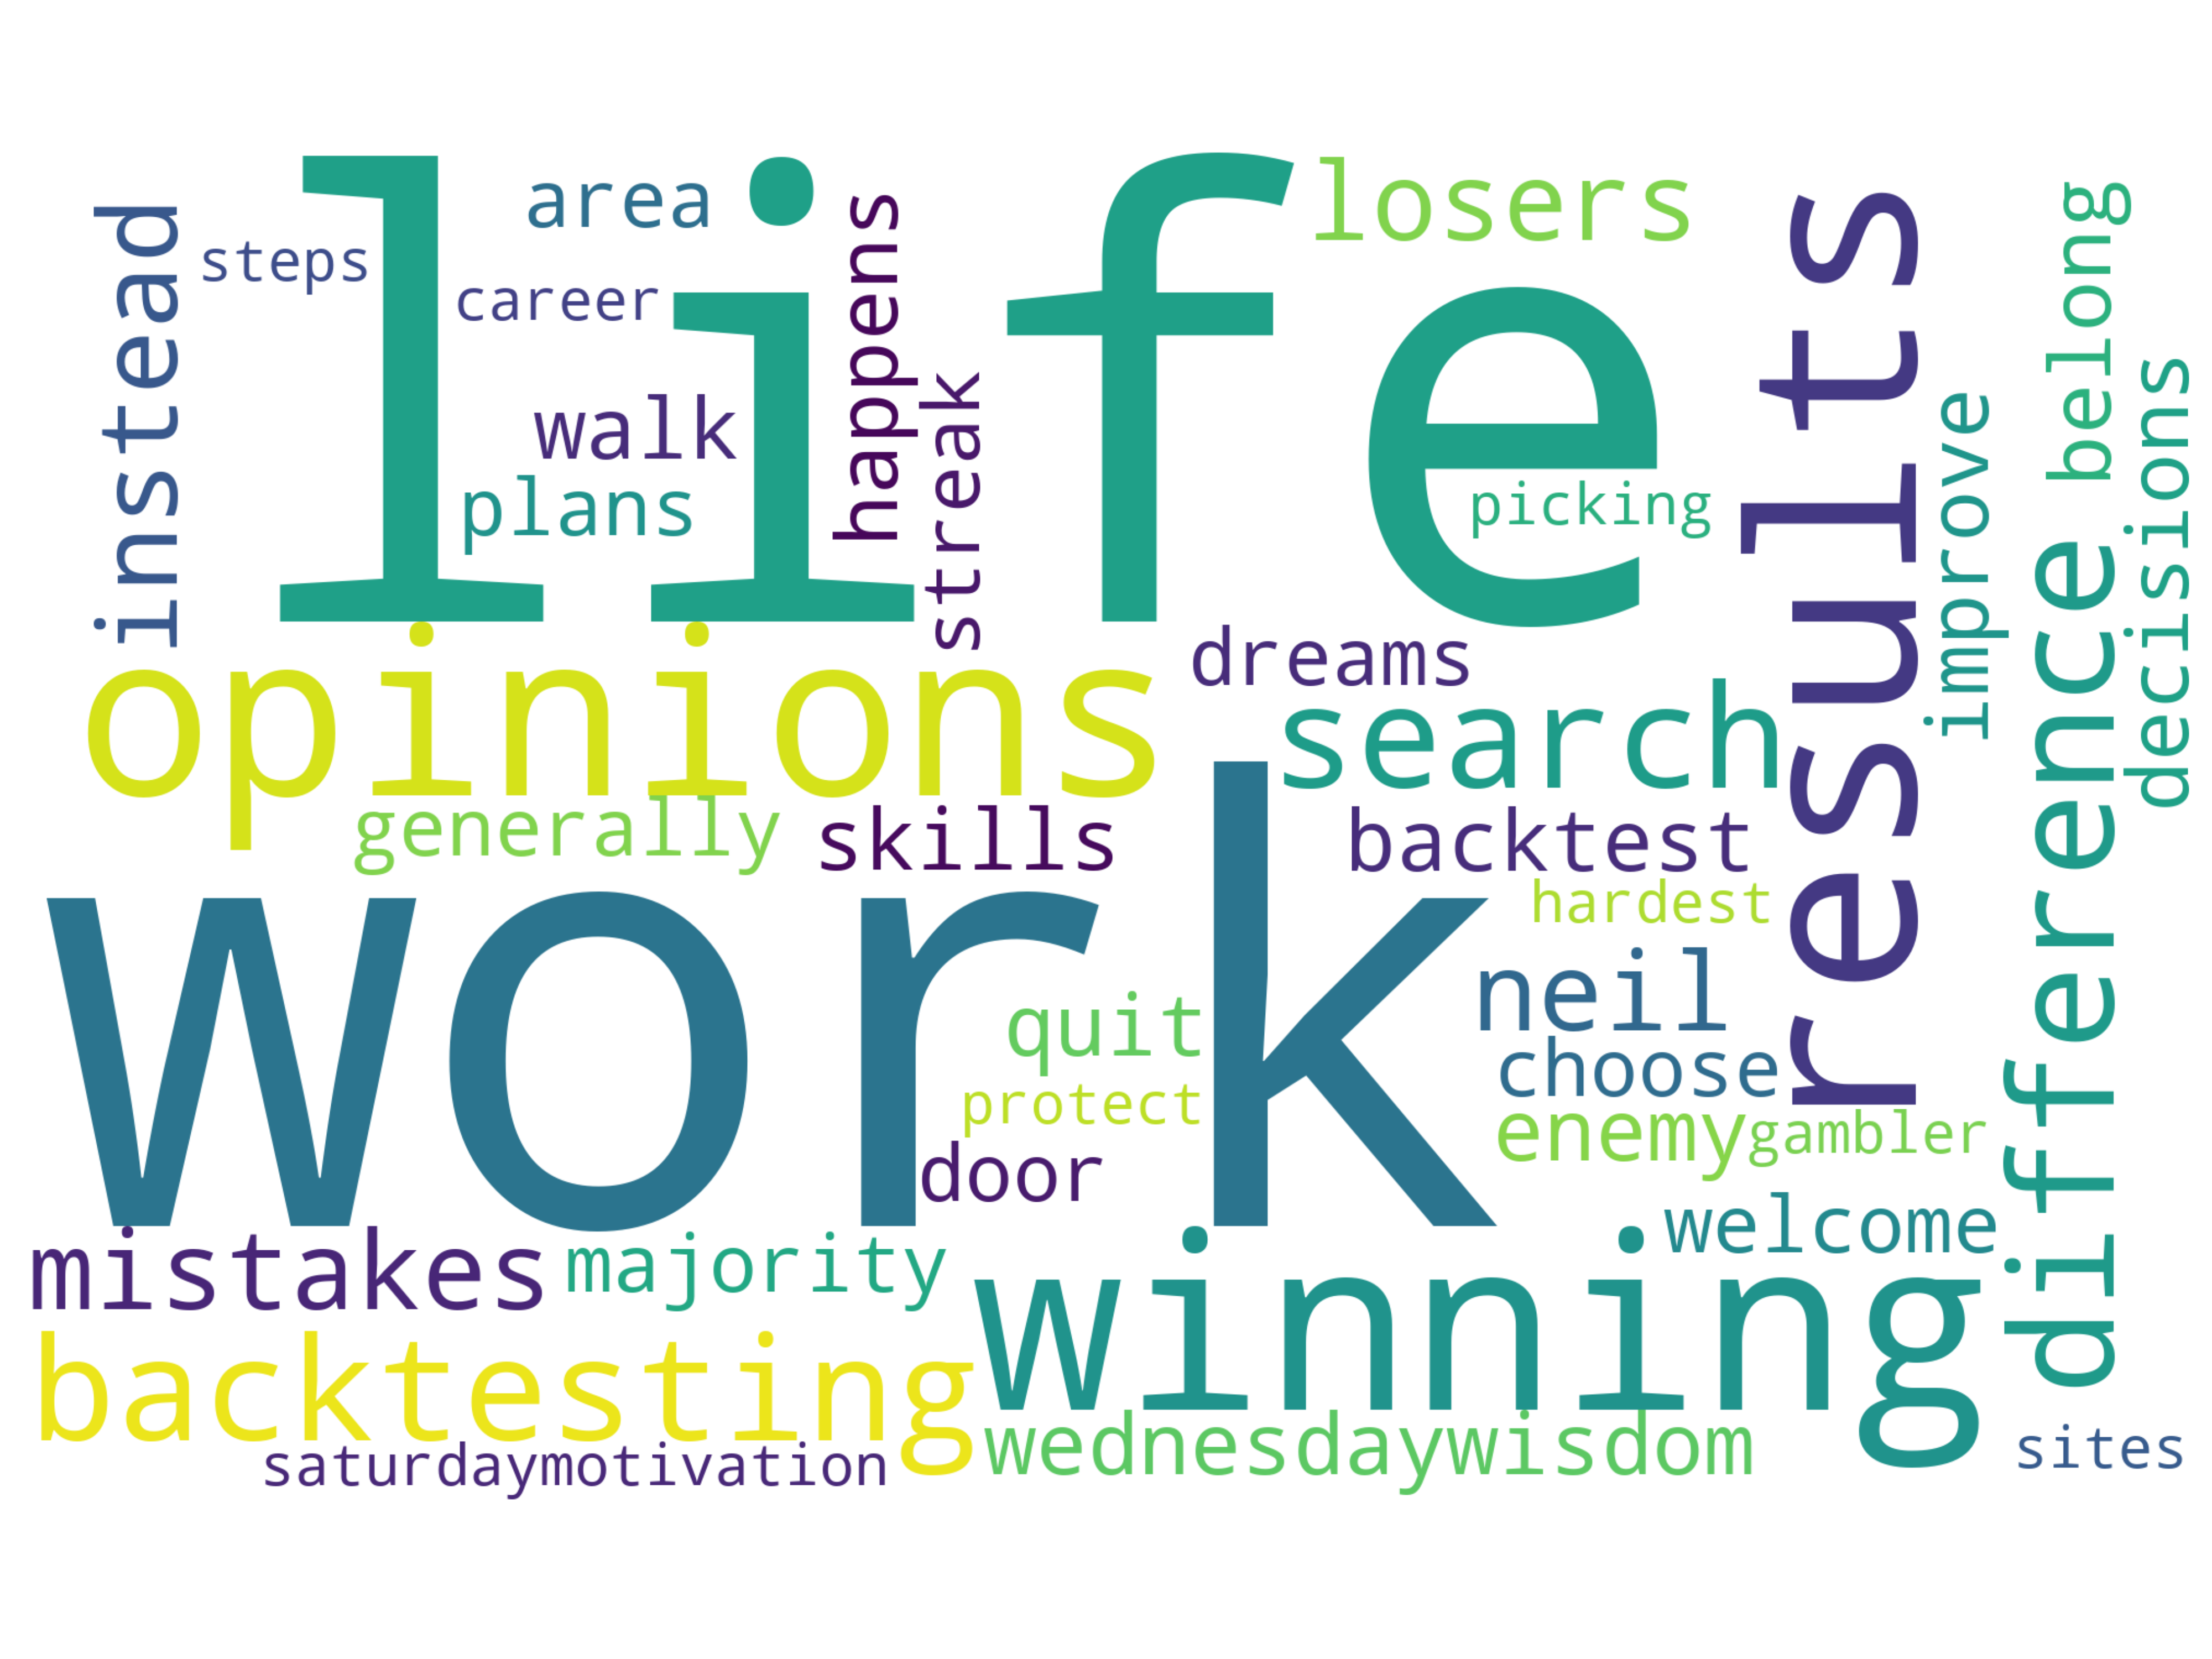 life
losers
area
instead
steps
career
happens
results
belong
walk
streak
plans
picking
improve
decisions
opinions
dreams
search
difference
generally
skills
backtest
work
hardest
neil
quit
choose
protect
enemy
gambler
door
welcome
mistakes
majority
winning
backtesting
wednesdaywisdom
saturdaymotivation
sites